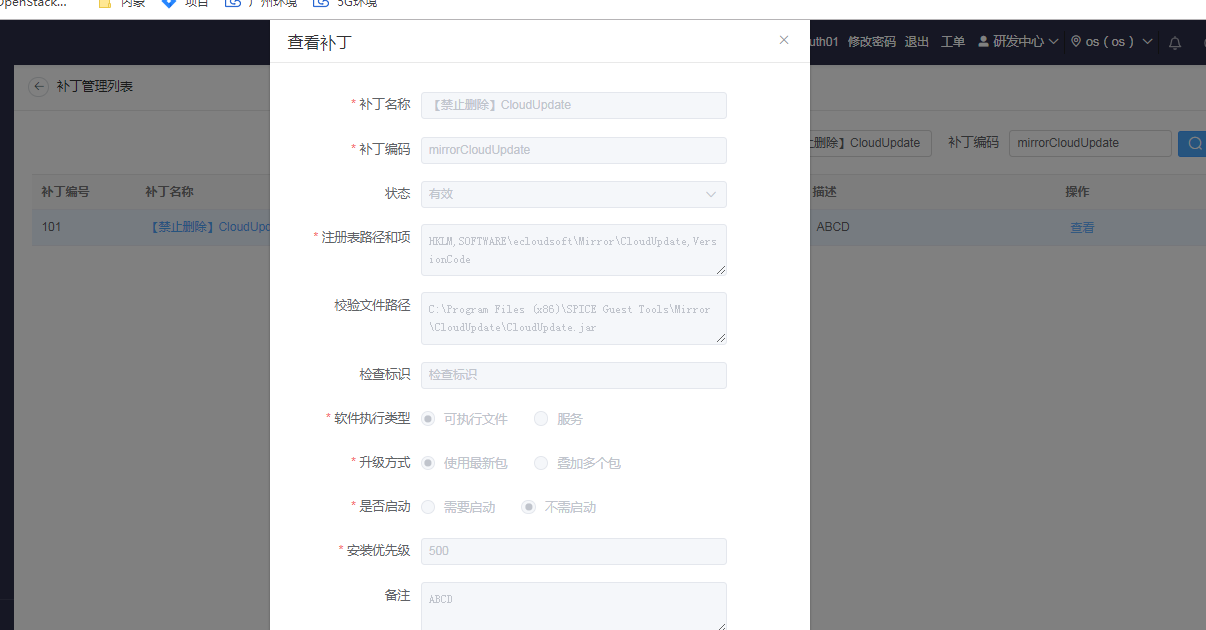 OpenStack... 内蒙 项目 广州环境 5G环境
查看补丁
uth01 修改密码 退出 工单 研发中心 os ( os )
补丁管理列表
* 补丁名称 【禁止删除】CloudUpdate
* 补丁编码 mirrorCloudUpdate
止删除】CloudUpdate 补丁编码 mirrorCloudUpdate
补丁编号 补丁名称
状态 有效
描述 操作
101 【禁止删除】CloudUpd
ABCD 查看
* 注册表路径和项 HKLM,SOFTWARE\ecloudsoft\Mirror\CloudUpdate,Vers
ionCode
校验文件路径 C:\Program Files (x86)\SPICE Guest Tools\Mirror
\CloudUpdate\CloudUpdate.jar
检查标识 检查标识
* 软件执行类型 可执行文件 服务
* 升级方式 使用最新包 叠加多个包
* 是否启动 需要启动 不需启动
* 安装优先级 500
备注 ABCD